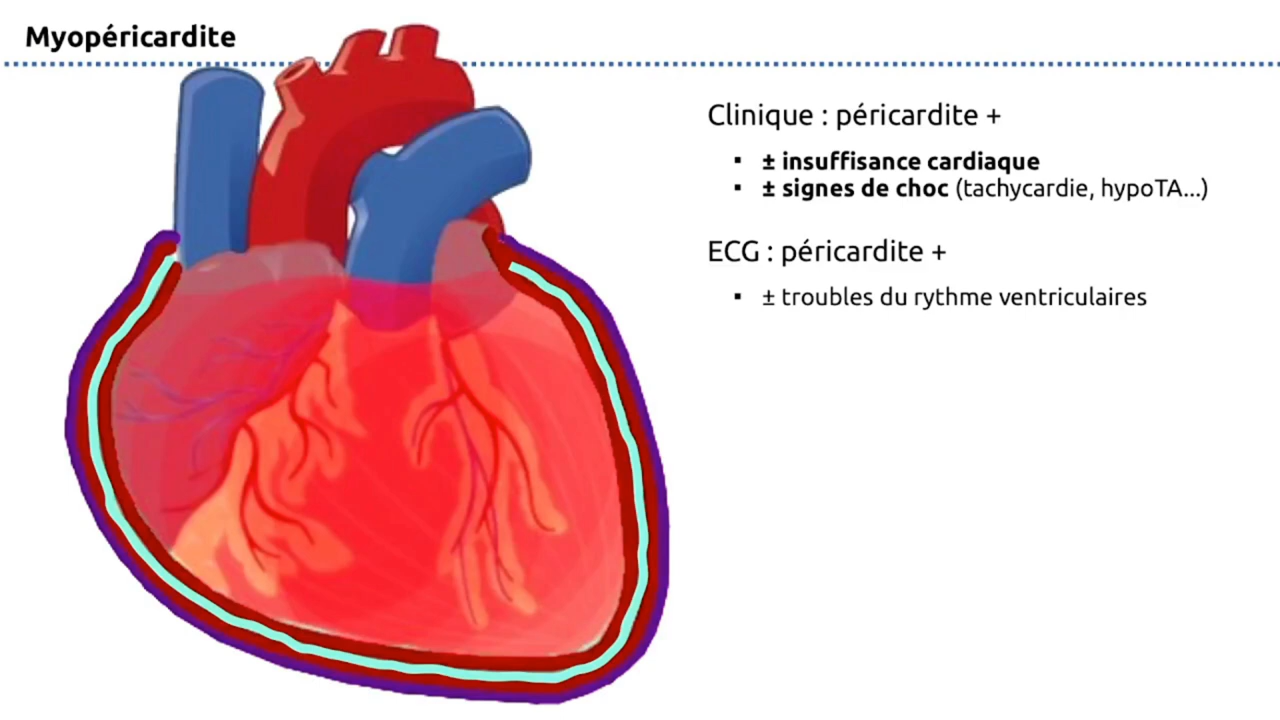 Myopéricardite
Clinique : péricardite +
▪ ± insuffisance cardiaque
▪ ± signes de choc (tachycardie, hypoTA...)
ECG : péricardite +
▪ ± troubles du rythme ventriculaires